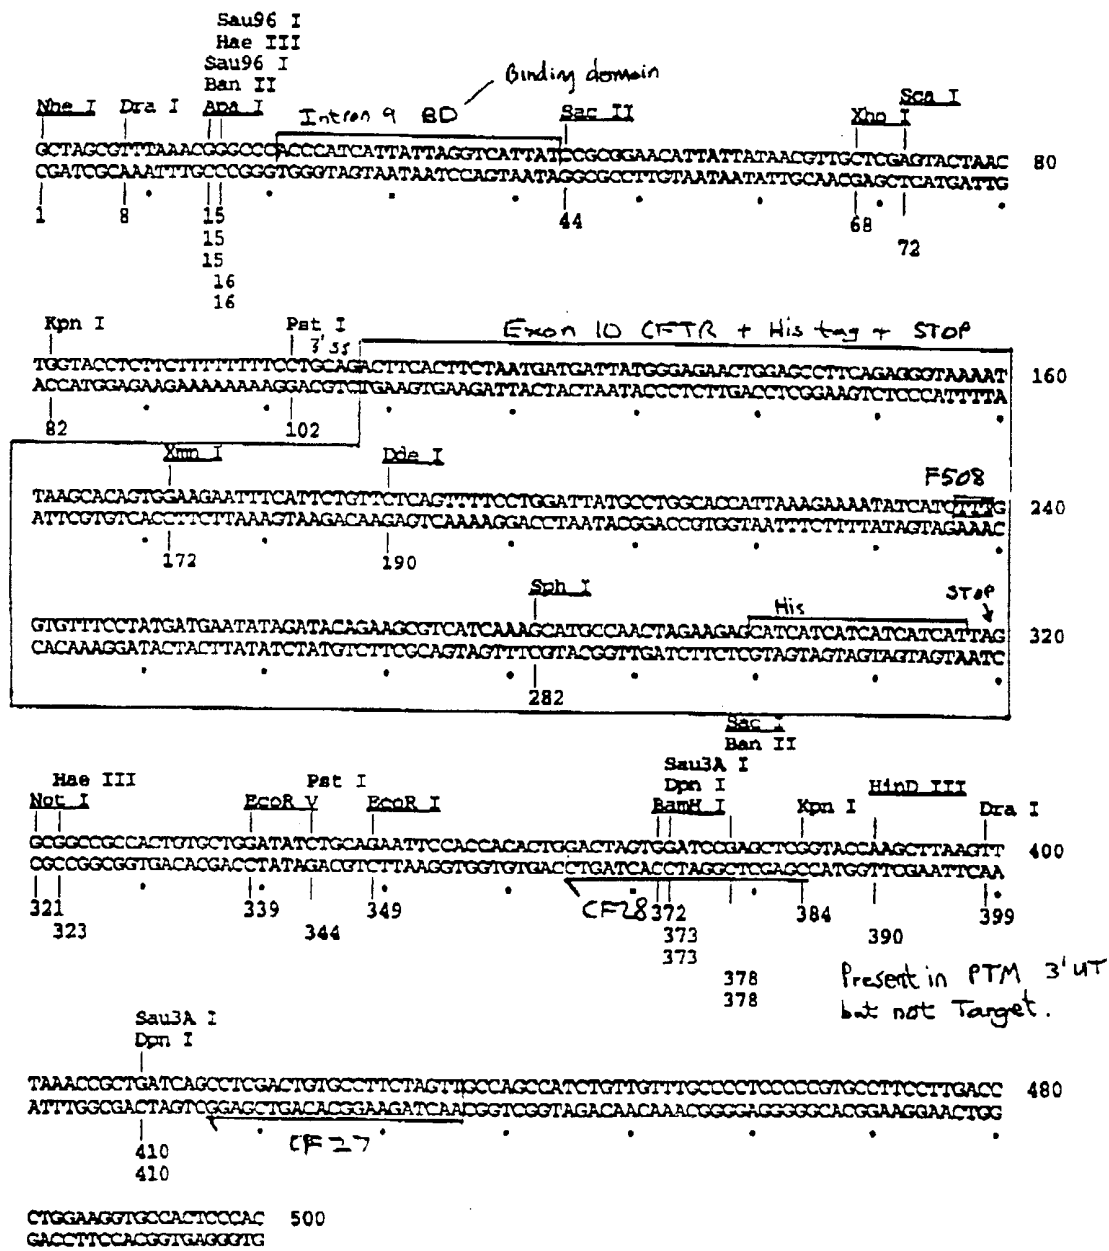 Sau96 I
Hae III
Sau96 I
Binding domain
Nhe I Dra I Ban II
Apa I Intron 9 BD Sac II Xho I Sca I
GCTAGCGTTTAAACGGGCCCACCCATCATTATTAGGTCATTATCCGCGGAACATTATTATAACGTTGCTCGAGTACTAAC 80
CGATCGCAAATTTGCCCGGGTGGGTAGTAATAATCCAGTAATAGGCGCCTTGTAATAATATTGCAACGAGCTCATGATTG
1 8 15 44 68 72
15
15
16
16
Kpn I Pst I
3' SS Exon 10 CFTR + His tag + STOP
TGGTACCTCTTCTTTTTTTTCCTGCAGACTTCACTTCTAATGATGATTATGGGAGAACTGGAGCCTTCAGAGGGTAAAAT 160
ACCATGGAGAAGAAAAAAAAGGACGTCTGAAGTGAAGATTACTACTAATACCCTCTTGACCTCGGAAGTCTCCCATTTTA
82 102
Xmn I Dde I F508
TAAGCACAGTGGAAGAATTTCATTCTGTTCTCAGTTTTCCTGGATTATGCCTGGCACCATTAAAGAAAATATCATCTTTG 240
ATTCGTGTCACCTTCTTAAAGTAAGACAAGAGTCAAAAGGACCTAATACGGACCGTGGTAATTTCTTTTATAGTAGAAAC
172 190
Sph I His STOP
GTGTTTCCTATGATGAATATAGATACAGAAGCGTCATCAAAGCATGCCAACTAGAAGAGCATCATCATCATCATCATTAG 320
CACAAAGGATACTACTTATATCTATGTCTTCGCAGTAGTTTCGTACGGTTGATCTTCTCGTAGTAGTAGTAGTAGTAATC
282
Sac I
Ban II
Sau3A I
Hae III Pst I Dpn I HinD III
Not I EcoR V EcoR I BamH I Kpn I Dra I
GCGGCCGCCACTGTGCTGGATATCTGCAGAATTCCACCACACTGGACTAGTGGATCCGAGCTCGGTACCAAGCTTAAGTT 400
CGCCGGCGGTGACACGACCTATAGACGTCTTAAGGTGGTGTGACCTGATCACCTAGGCTCGAGCCATGGTTCGAATTCAA
321 339 349 CF28 372 384 399
323 344 373 390
373
378
378
Present in PTM 3' UT
but not Target.
Sau3A I
Dpn I
TAAACCGCTGATCAGCCTCGACTGTGCCTTCTAGTTGCCAGCCATCTGTTGTTTGCCCCTCCCCCGTGCCTTCCTTGACC 480
ATTTGGCGACTAGTCGGAGCTGACACGGAAGATCAACGGTCGGTAGACAACAAACGGGGAGGGGGCACGGAAGGAACTGG
410 CF27
410
CTGGAAGGTGCCACTCCCAC 500
GACCTTCCACGGTGAGGGTG